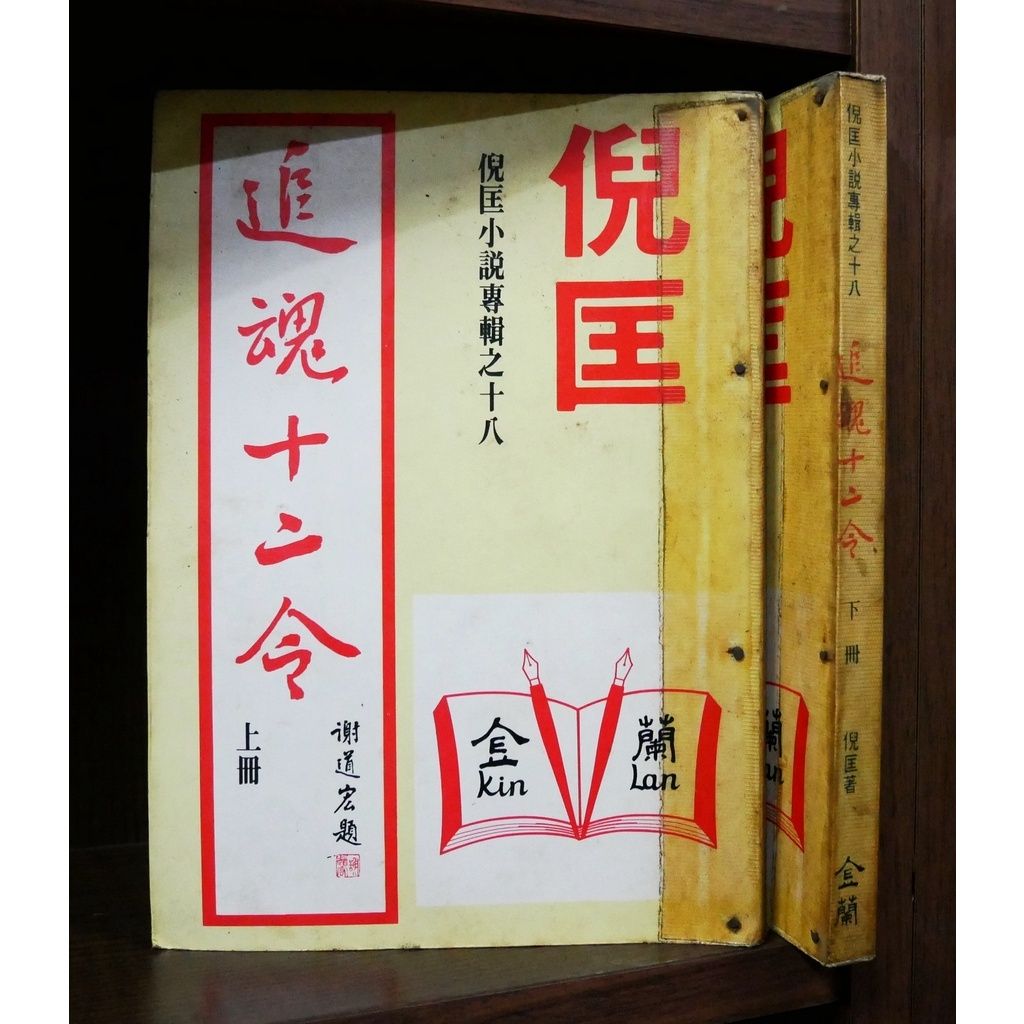 倪匡
倪匡小説專輯之十八
追魂十二令
上冊
謝道宏題
金蘭
Kin Lan
倪匡小説專輯之十八
追魂十二令
下冊
倪匡著
金蘭